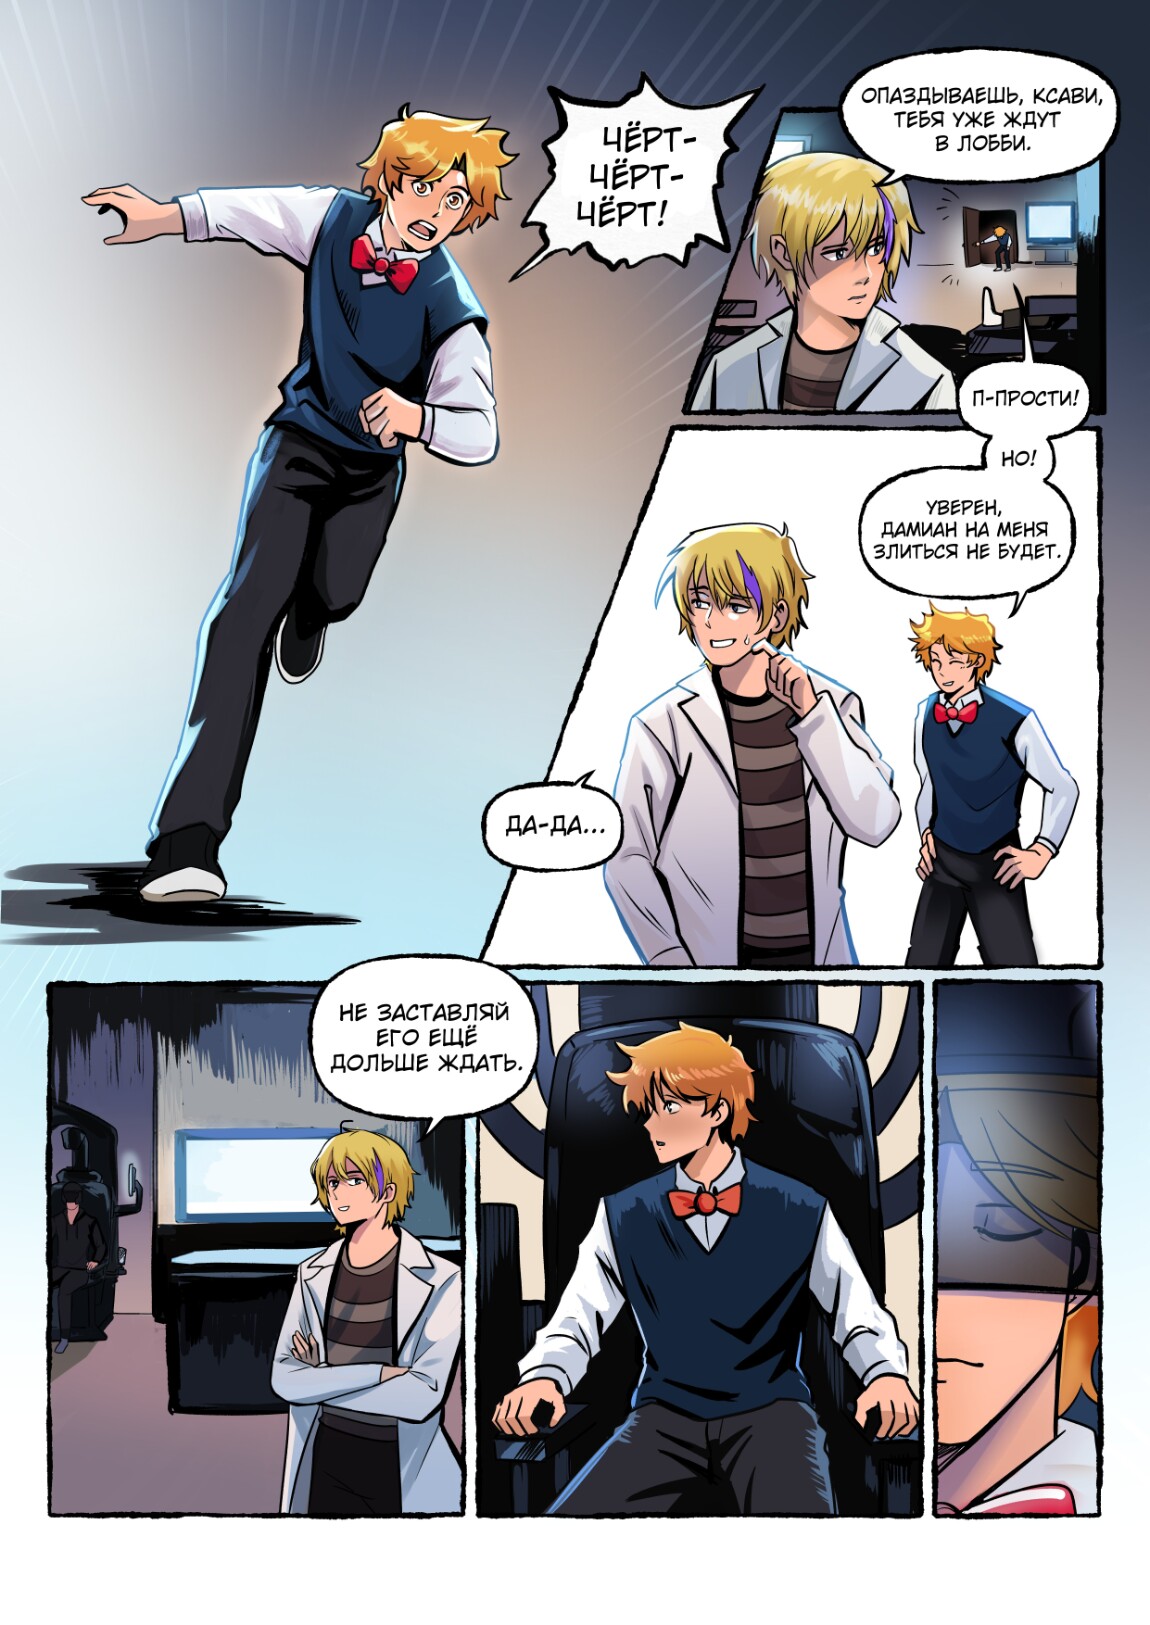 ЧЁРТ-
ЧЁРТ-
ЧЁРТ!
ОПАЗДЫВАЕШЬ, КСАВИ,
ТЕБЯ УЖЕ ЖДУТ
В ЛОББИ.
П-ПРОСТИ!
НО!
УВЕРЕН,
ДАМИАН НА МЕНЯ
ЗЛИТЬСЯ НЕ БУДЕТ.
ДА-ДА...
НЕ ЗАСТАВЛЯЙ
ЕГО ЕЩЁ
ДОЛЬШЕ ЖДАТЬ.